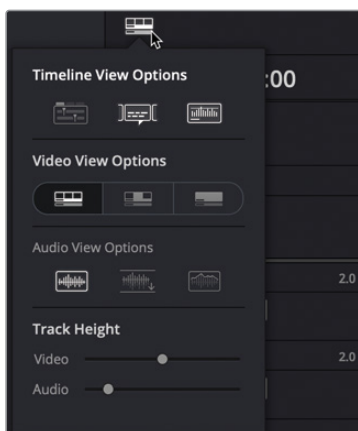 :00
Timeline View Options
Video View Options
Audio View Options
2.0
Track Height
Video
2.0
Audio